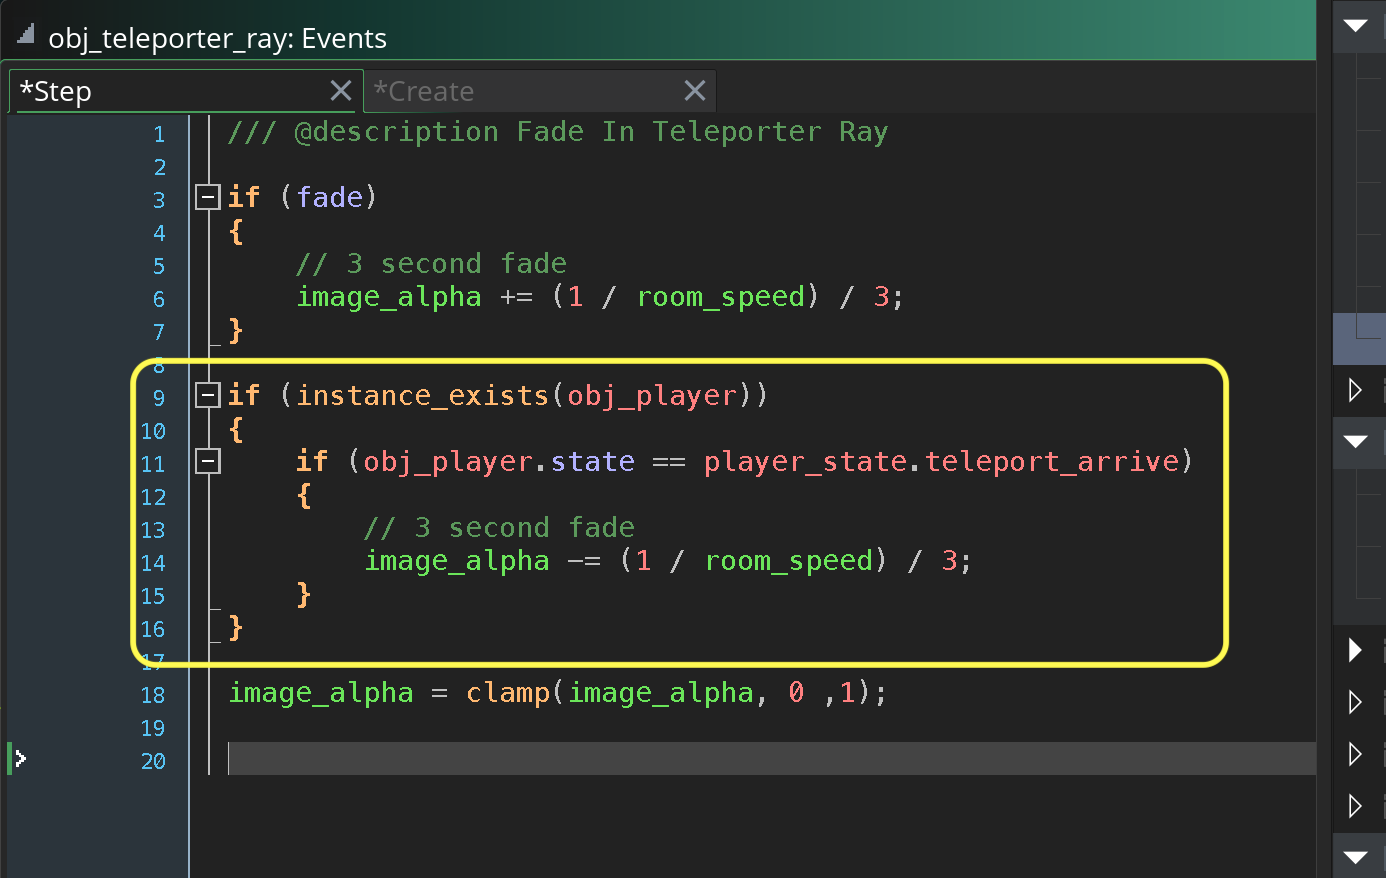 obj_teleporter_ray: Events
*Step *Create
1 /// @description Fade In Teleporter Ray
2
3 if (fade)
4 {
5 // 3 second fade
6 image_alpha += (1 / room_speed) / 3;
7 }
8
9 if (instance_exists(obj_player))
10 {
11 if (obj_player.state == player_state.teleport_arrive)
12 {
13 // 3 second fade
14 image_alpha -= (1 / room_speed) / 3;
15 }
16 }
17
18 image_alpha = clamp(image_alpha, 0 ,1);
19
20